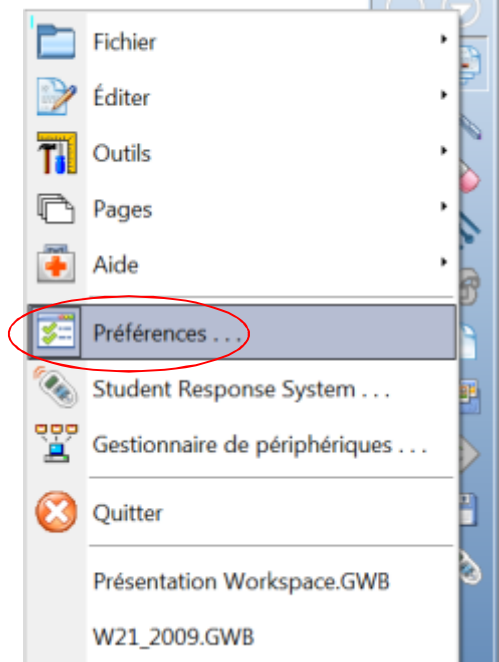 Fichier
Éditer
Outils
Pages
Aide
Préférences . . .
Student Response System . . .
Gestionnaire de périphériques . . .
Quitter
Présentation Workspace.GWB
W21_2009.GWB